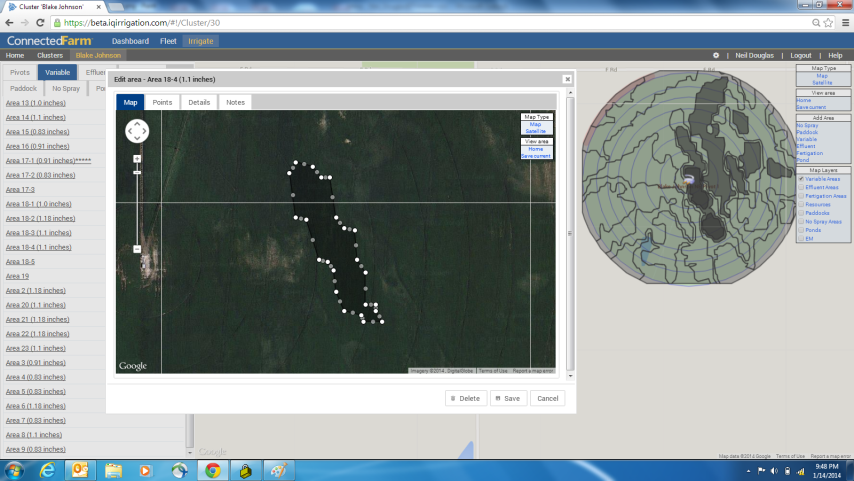 Cluster 'Blake Johnson'
https://beta.iqirrigation.com/#!/Cluster/30
ConnectedFarm
Dashboard
Fleet
Irrigate
Home
Clusters
Blake Johnson
Neil Douglas
Logout
Help
Pivots
Variable
Effluen
Paddock
No Spray
Area 13 (1.0 inches)
Area 14 (1.1 inches)
Area 15 (0.83 inches)
Area 16 (0.91 inches)
Area 17-1 (0.91 inches)*****
Area 17-2 (0.83 inches)
Area 17-3
Area 18-1 (1.0 inches)
Area 18-2 (1.18 inches)
Area 18-3 (1.1 inches)
Area 18-4 (1.1 inches)
Area 18-5
Area 19
Area 2 (1.18 inches)
Area 20 (1.1 inches)
Area 21 (1.18 inches)
Area 22 (1.18 inches)
Area 23 (1.1 inches)
Area 3 (0.91 inches)
Area 4 (0.83 inches)
Area 5 (0.83 inches)
Area 6 (1.18 inches)
Area 7 (0.83 inches)
Area 8 (1.1 inches)
Area 9 (0.83 inches)
Edit area - Area 18-4 (1.1 inches)
Map
Points
Details
Notes
Map Type
Map
Satellite
View area
Home
Save current
Google
Imagery ©2014 , DigitalGlobe
Terms of Use
Report a map error
Delete
Save
Cancel
Map Type
Map
Satellite
View area
Home
Save current
Add Area
No Spray
Paddock
Variable
Effluent
Fertigation
Pond
Map Layers
Variable Areas
Effluent Areas
Fertigation Areas
Resources
Paddocks
No Spray Areas
Ponds
EM
Google
Map data ©2014 Google
Terms of Use
Report a map error
9:48 PM
1/14/2014